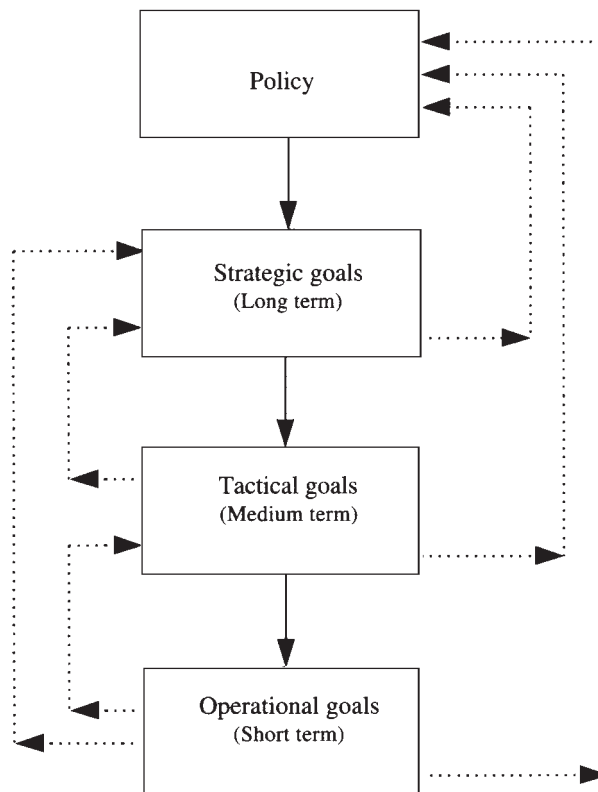 Policy
Strategic goals
(Long term)
Tactical goals
(Medium term)
Operational goals
(Short term)